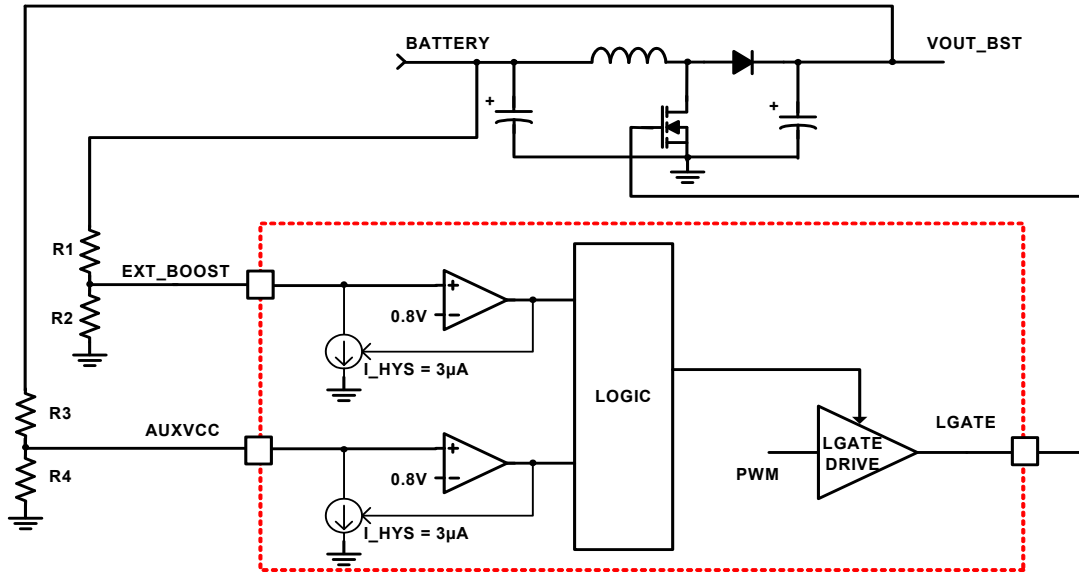 BATTERY
VOUT_BST
+
+
R1
EXT_BOOST
R2
+
0.8V
−
I_HYS = 3µA
LOGIC
R3
AUXVCC
R4
+
0.8V
−
I_HYS = 3µA
PWM
LGATE
DRIVE
LGATE